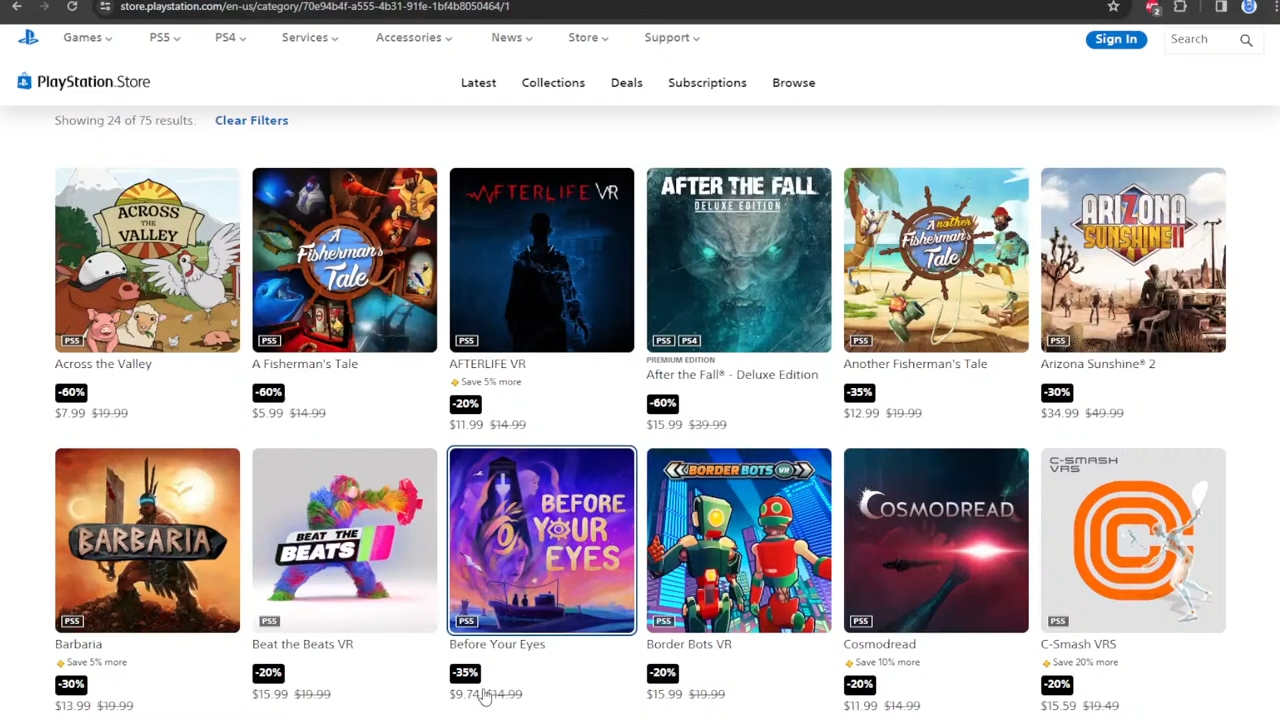 store.playstation.com/en-us/category/70e94b4f-a555-4b31-91fe-1bf4b8050464/1
2
Games PS5 PS4 Services Accessories News Store Support Sign In Search
PlayStation.Store Latest Collections Deals Subscriptions Browse
Showing 24 of 75 results. Clear Filters
ACROSS THE VALLEY
PS5
Across the Valley
-60%
$7.99 $19.99
A Fisherman's Tale
PS5
A Fisherman's Tale
-60%
$5.99 $14.99
AFTERLIFE VR
PS5
AFTERLIFE VR
Save 5% more
-20%
$11.99 $14.99
AFTER THE FALL
DELUXE EDITION
PS5 PS4
PREMIUM EDITION
After the Fall® - Deluxe Edition
-60%
$15.99 $39.99
Another Fisherman's Tale
PS5
Another Fisherman's Tale
-35%
$12.99 $19.99
ARIZONA
SUNSHINE II
PS5
Arizona Sunshine® 2
-30%
$34.99 $49.99
BARBARIA
PS5
Barbaria
Save 5% more
-30%
$13.99 $19.99
BEAT THE
BEATS
PS5
Beat the Beats VR
-20%
$15.99 $19.99
BEFORE
YOUR
EYES
PS5
Before Your Eyes
-35%
$9.74 $14.99
BORDER BOTS VR
PS5
Border Bots VR
-20%
$15.99 $19.99
COSMODREAD
PS5
Cosmodread
Save 10% more
-20%
$11.99 $14.99
C-SMASH
VRS
PS5
C-Smash VRS
Save 20% more
-20%
$15.59 $19.49